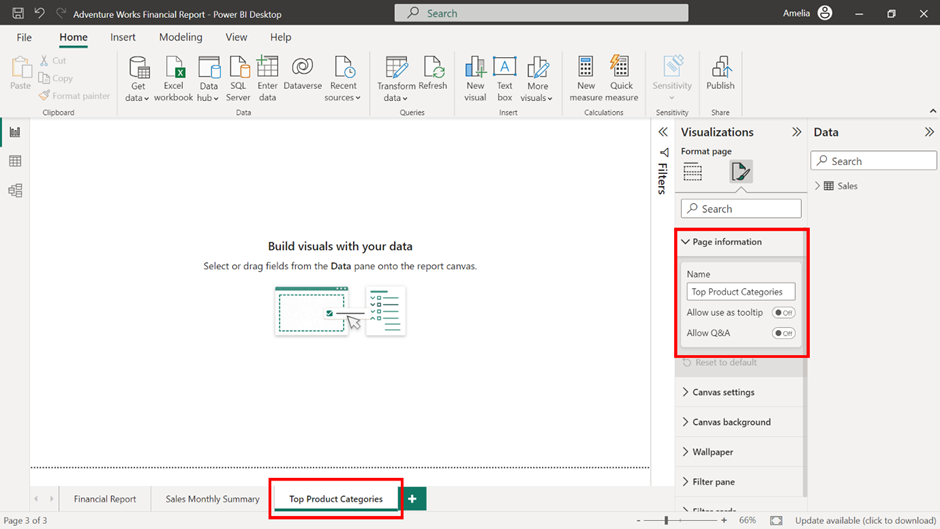 Adventure Works Financial Report - Power BI Desktop
Search
Amelia
File Home Insert Modeling View Help
Paste
Cut
Copy
Format painter
Clipboard
Get data
Excel workbook
Data hub
SQL Server
Enter data
Dataverse
Recent sources
Data
Transform data
Refresh
Queries
New visual
Text box
More visuals
Insert
New measure
Quick measure
Calculations
Sensitivity
Sensitivity
Publish
Share
Filters
Visualizations
Format page
Search
Page information
Name
Top Product Categories
Allow use as tooltip Off
Allow Q&A Off
Reset to default
Canvas settings
Canvas background
Wallpaper
Filter pane
Filter cards
Data
Search
Sales
Build visuals with your data
Select or drag fields from the Data pane onto the report canvas.
Financial Report Sales Monthly Summary Top Product Categories
Page 3 of 3
66%
Update available (click to download)